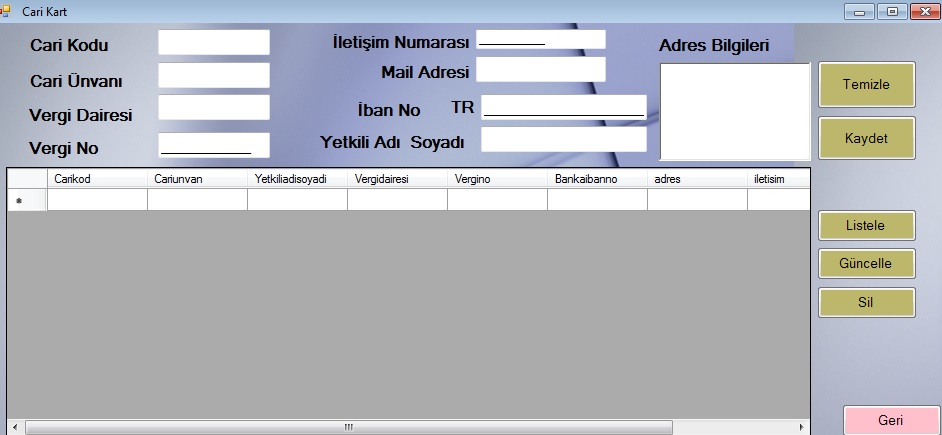 Cari Kart
Cari Kodu
Cari Ünvanı
Vergi Dairesi
Vergi No
İletişim Numarası
Mail Adresi
İban No TR
Yetkili Adı Soyadı
Adres Bilgileri
Temizle
Kaydet
Carikod Cariunvan Yetkiliadisoyadi Vergidairesi Vergino Bankaibanno adres iletisim
Listele
Güncelle
Sil
Geri